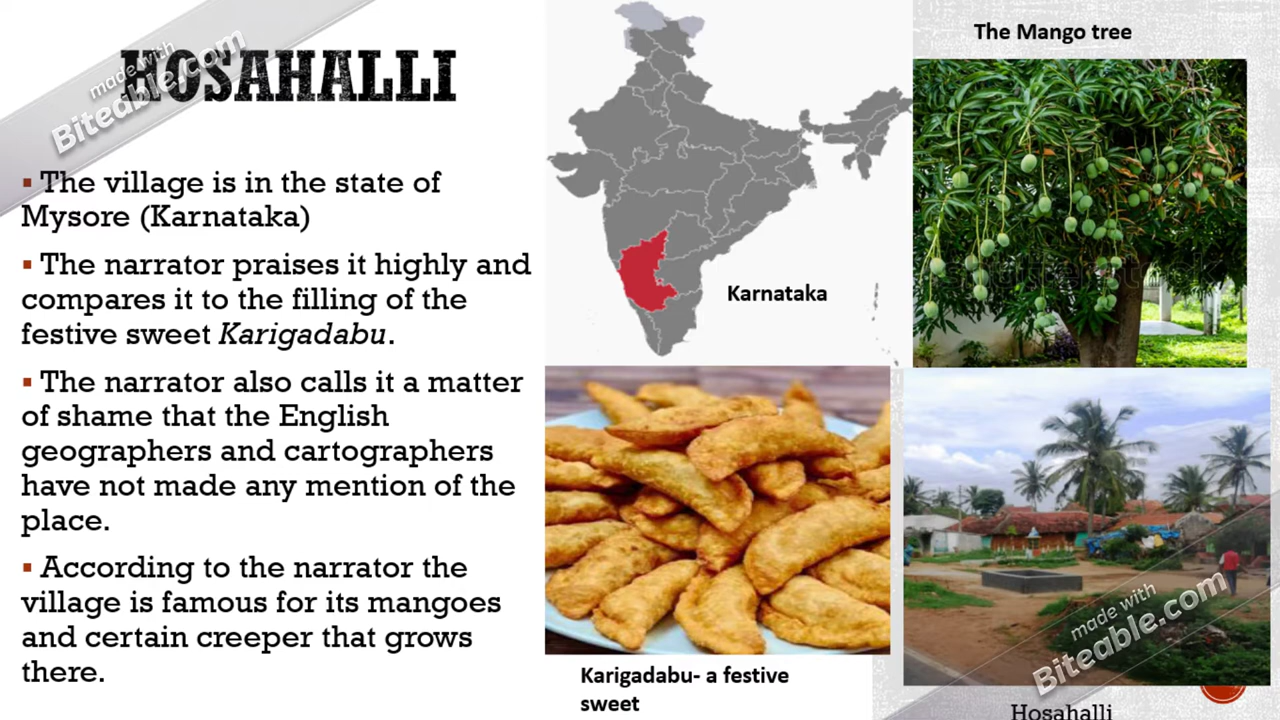 HOSAHALLI
made with
Biteable.com
▪ The village is in the state of
Mysore (Karnataka)
▪ The narrator praises it highly and
compares it to the filling of the
festive sweet Karigadabu.
▪ The narrator also calls it a matter
of shame that the English
geographers and cartographers
have not made any mention of the
place.
▪ According to the narrator the
village is famous for its mangoes
and certain creeper that grows
there.
Karnataka
The Mango tree
shutterstock
Karigadabu- a festive
sweet
made with
Biteable.com
Hosahalli